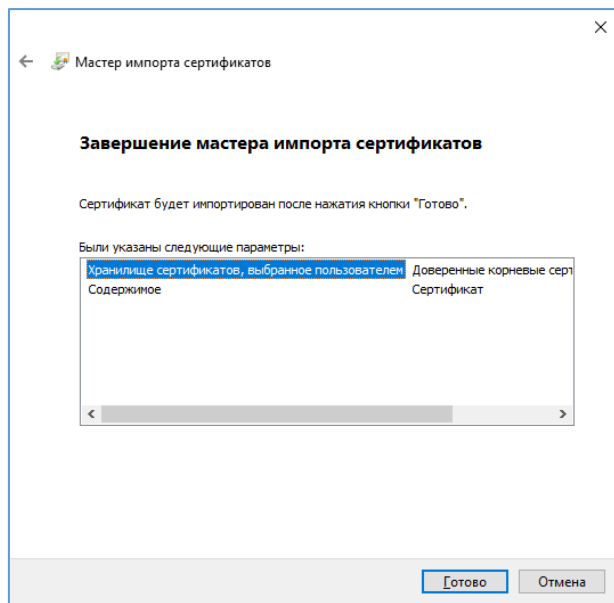 Мастер импорта сертификатов
Завершение мастера импорта сертификатов
Сертификат будет импортирован после нажатия кнопки "Готово".
Были указаны следующие параметры:
Хранилище сертификатов, выбранное пользователем Доверенные корневые серт
Содержимое Сертификат
Готово Отмена